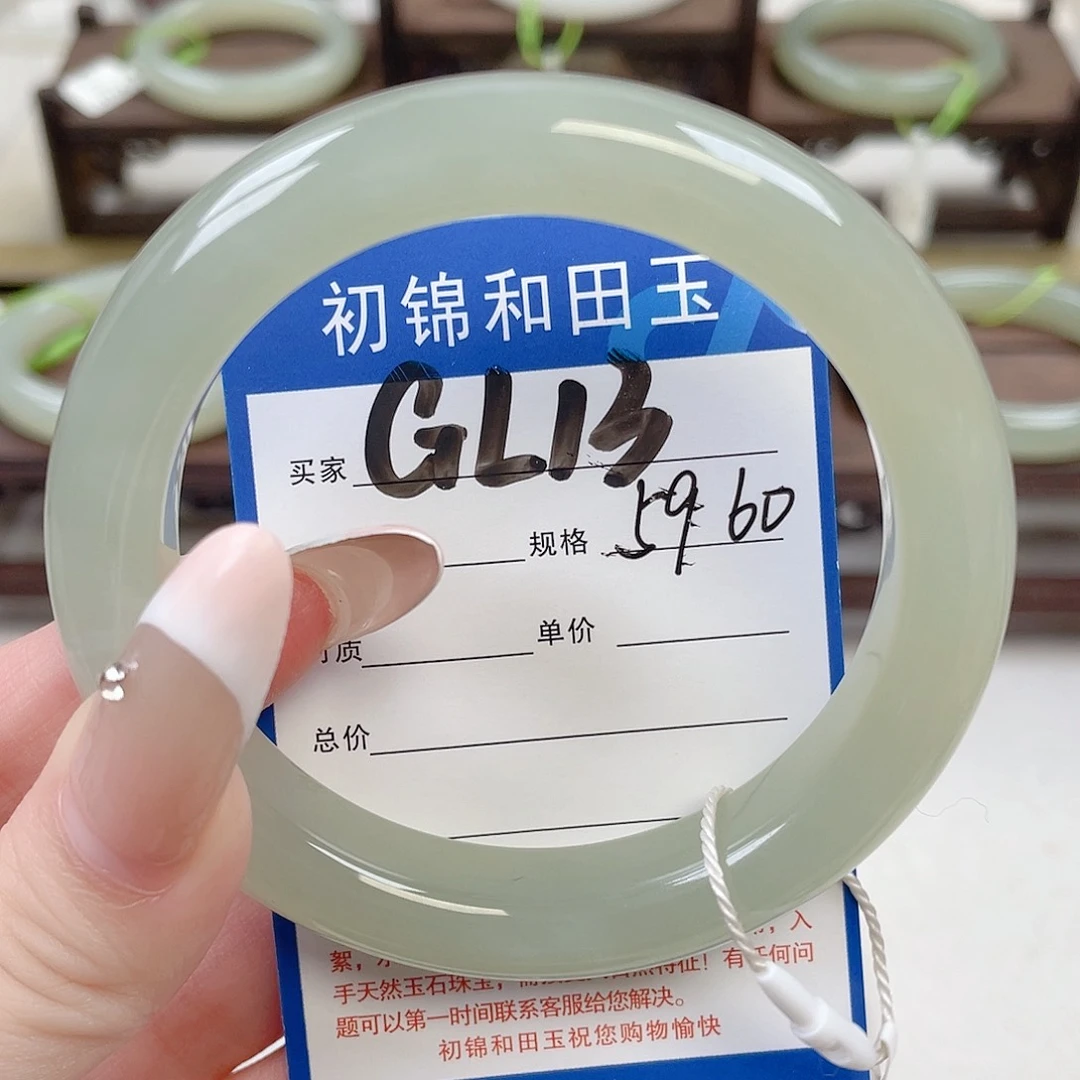 初锦和田玉
买家 GL13
规格 59 60
质 单价
总价
入
絮，
手天然玉石珠宝， 特征！有任何问
题可以第一时间联系客服给您解决。
初锦和田玉祝您购物愉快